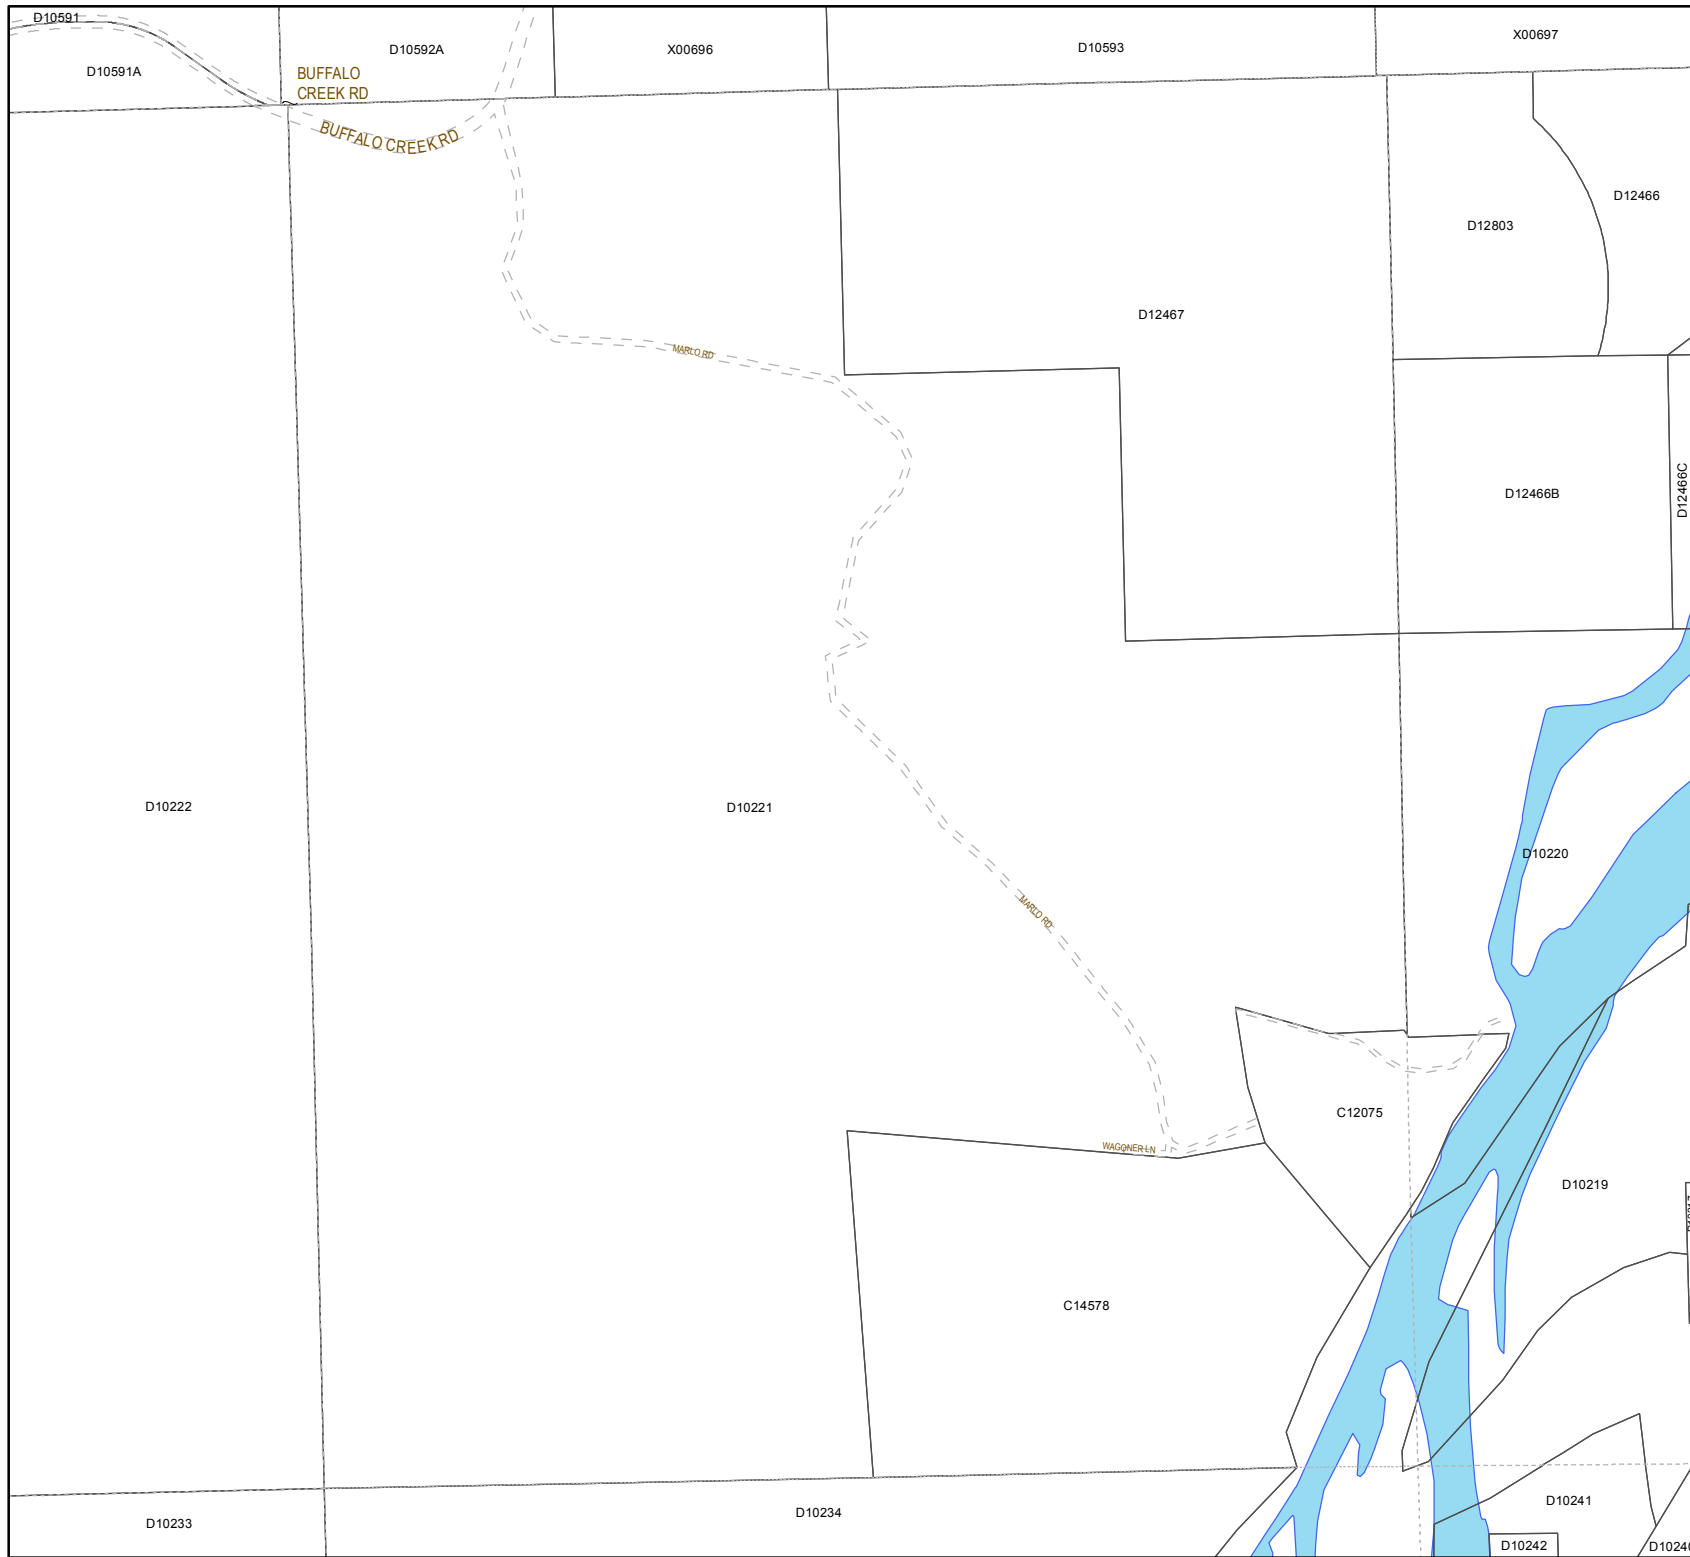 D10591
X00697
D10592A
X00696
D10593
D10591A
BUFFALO
CREEK RD
BUFFALO CREEK RD
D12466
D12803
D12467
MARLO RD
D12466B
D12466C
D10222
D10221
D10220
MARLO RD
C12075
WAGONER LN
D10219
C14578
D10241
D10234
D10233
D10242
D10240